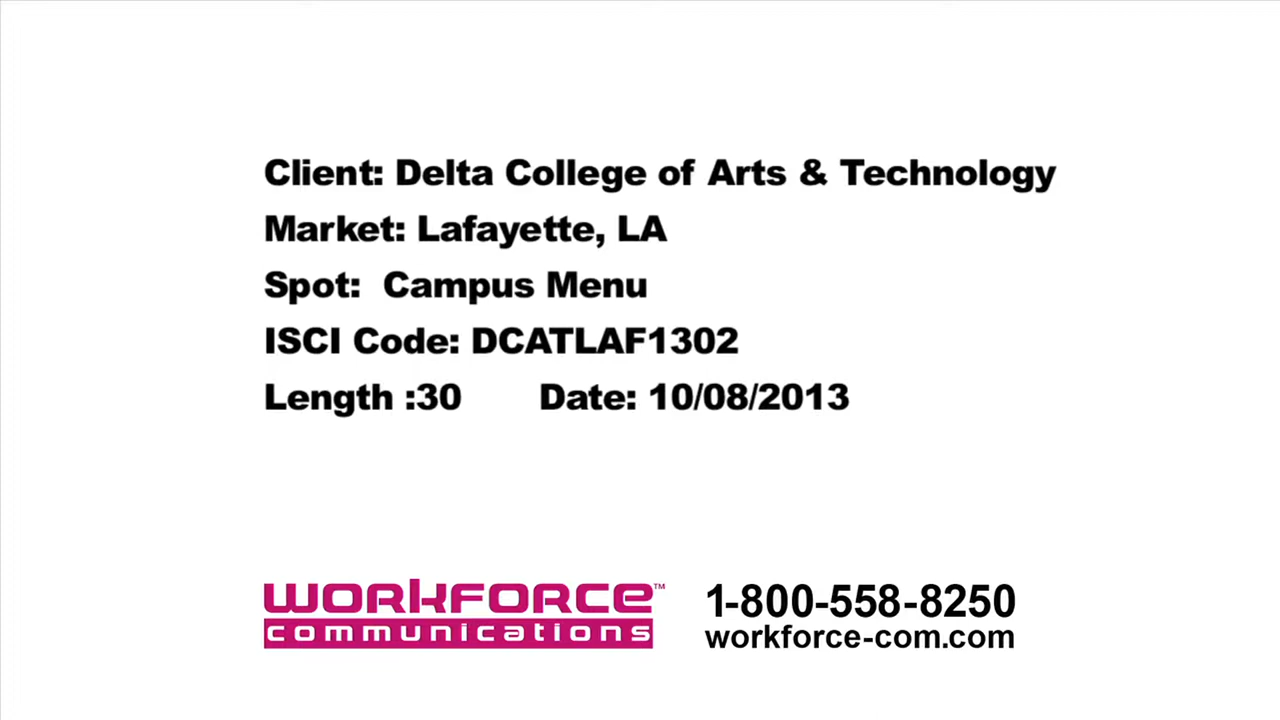 Client: Delta College of Arts & Technology
Market: Lafayette, LA
Spot:  Campus Menu
ISCI Code: DCATLAF1302
Length :30       Date: 10/08/2013
workforce™
communications
1-800-558-8250
workforce-com.com